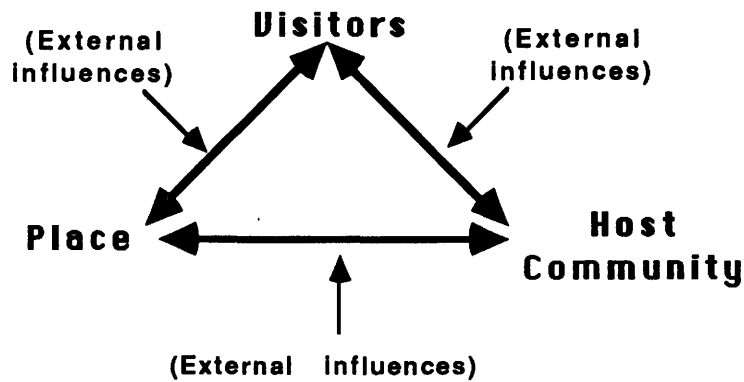 Visitors
(External
influences)
(External
influences)
Place
Host
Community
(External influences)